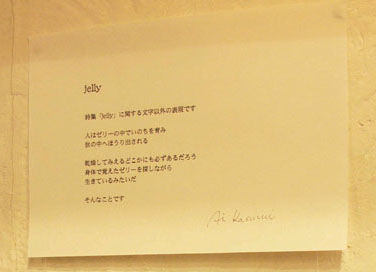 jelly
詩集「jelly」に関する文字以外の表現です
人はゼリーの中でいのちを育み
世の中へほうり出される
乾燥してみえるどこかにも必ずあるだろう
身体で覚えたゼリーを探しながら
生きているみたいだ
そんなことです
Ai